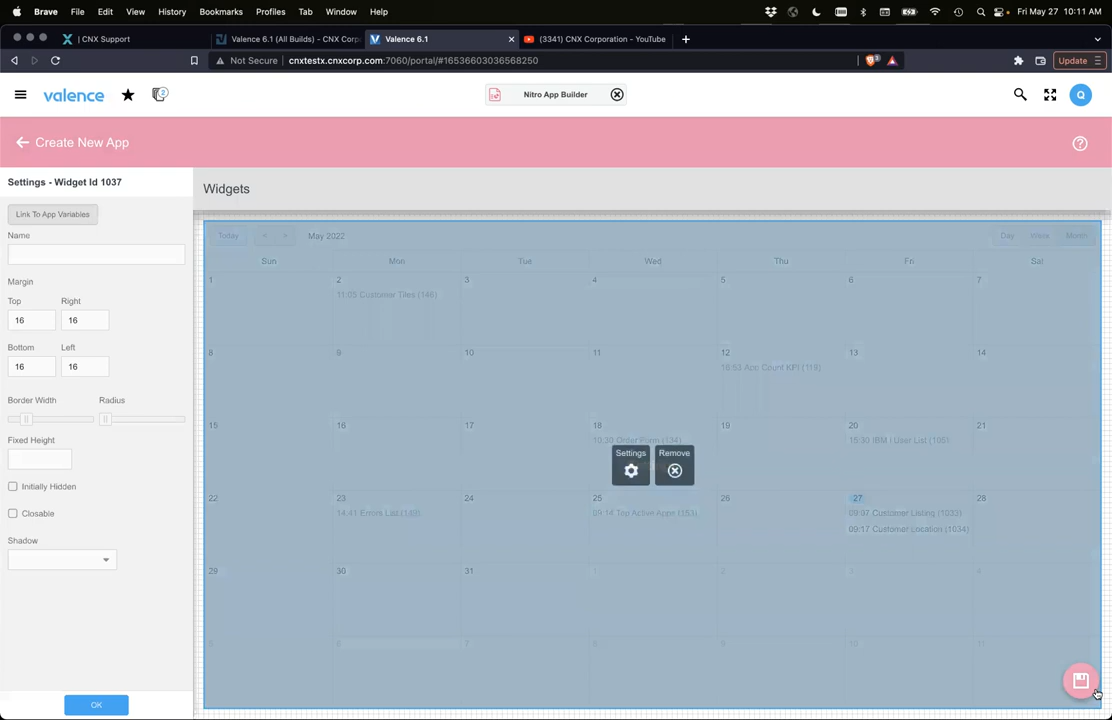 Brave File Edit View History Bookmarks Profiles Tab Window Help Fri May 27 10:11 AM
CNX Support Valence 6.1 (All Builds) - CNX Corp Valence 6.1 (3341) CNX Corporation - YouTube
Not Secure cnxtestx.cnxcorp.com:7060/portal/#16536603036568250 Update
valence 2 Nitro App Builder Q
Create New App
Settings - Widget Id 1037
Widgets
Link To App Variables
Name
Margin
Top Right
16 16
Bottom Left
16 16
Border Width Radius
Fixed Height
Initially Hidden
Closable
Shadow
OK
Today May 2022 Day Week Month
Sun Mon Tue Wed Thu Fri Sat
1 2 3 4 5 6 7
11:05 Customer Tiles (146)
8 9 10 11 12 13 14
16:53 App Count KPI (119)
15 16 17 18 19 20 21
10:30 Order Form (134) 15:30 IBM i User List (105)
Settings Remove
22 23 24 25 26 27 28
14:41 Errors List 09:14 Top Active Apps (153) 09:07 Customer Listing (1033)
09:17 Customer Location (1034)
29 30 31 1 2 3 4
5 6 7 8 9 10 11